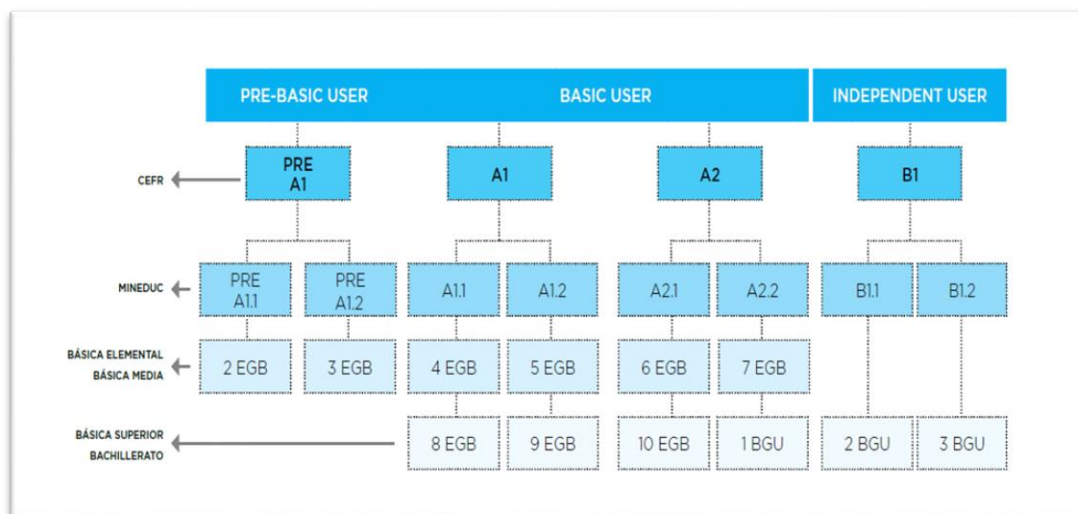 PRE-BASIC USER BASIC USER INDEPENDENT USER
CEFR
PRE
A1
A1
A2
B1
MINEDUC
PRE
A1.1
PRE
A1.2
A1.1
A1.2
A2.1
A2.2
B1.1
B1.2
BÁSICA ELEMENTAL
BÁSICA MEDIA
2 EGB
3 EGB
4 EGB
5 EGB
6 EGB
7 EGB
BÁSICA SUPERIOR
BACHILLERATO
8 EGB
9 EGB
10 EGB
1 BGU
2 BGU
3 BGU